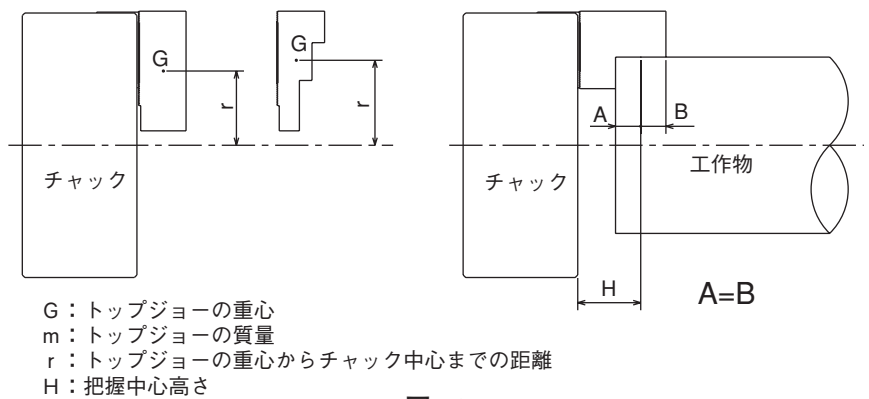 G
G
r
r
A
B
チャック
チャック
工作物
H
A=B
G：トップジョーの重心
m：トップジョーの質量
r：トップジョーの重心からチャック中心までの距離
H：把握中心高さ